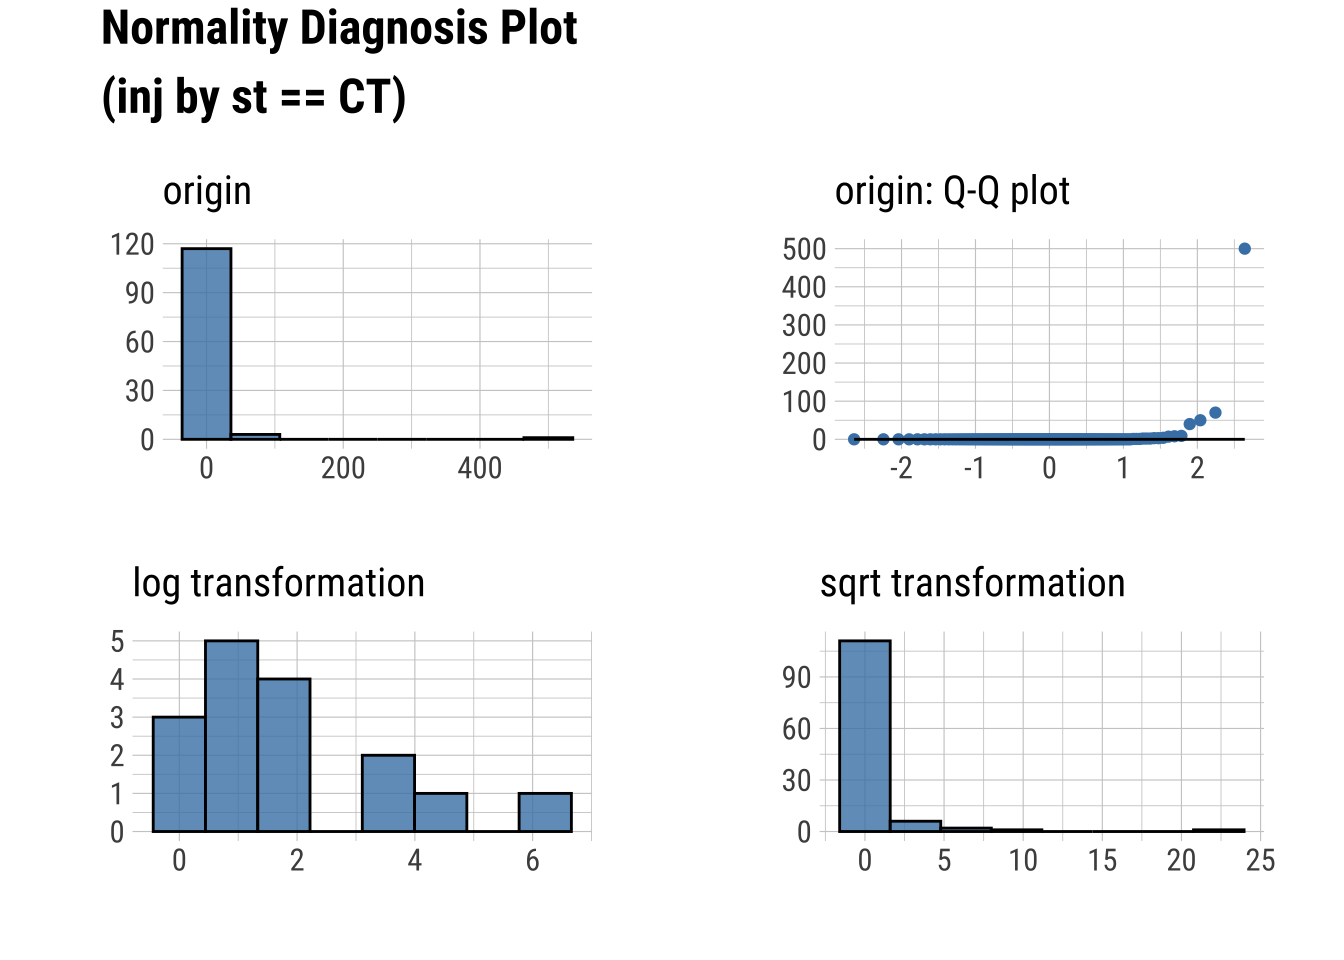 Normality Diagnosis Plot
(inj by st == CT)
origin
120
90
60
30
0
0 200 400
origin: Q-Q plot
500
400
300
200
100
0
-2 -1 0 1 2
log transformation
5
4
3
2
1
0
0 2 4 6
sqrt transformation
90
60
30
0
0 5 10 15 20 25